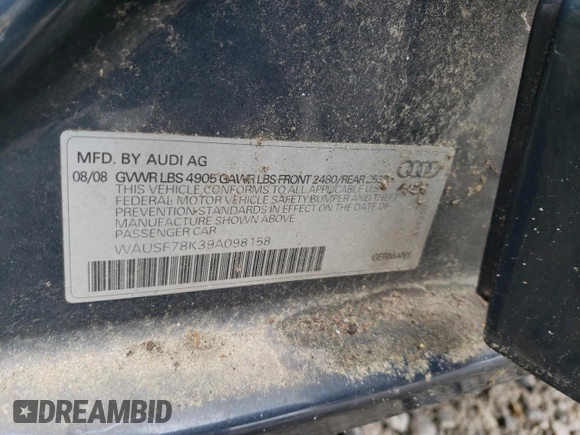 MFD. BY AUDI AG
08/08 GVWR LBS 4905 GAWR LBS FRONT 2480/REAR
THIS VEHICLE CONFORMS TO ALL APPLICABLE U.S.
FEDERAL MOTOR VEHICLE SAFETY BUMPER AND THEFT
PREVENTION STANDARDS IN EFFECT ON THE DATE OF
MANUFACTURE SHOWN ABOVE
PASSENGER CAR
WAUSF78K39A098158
GERMANY
DREAMBID